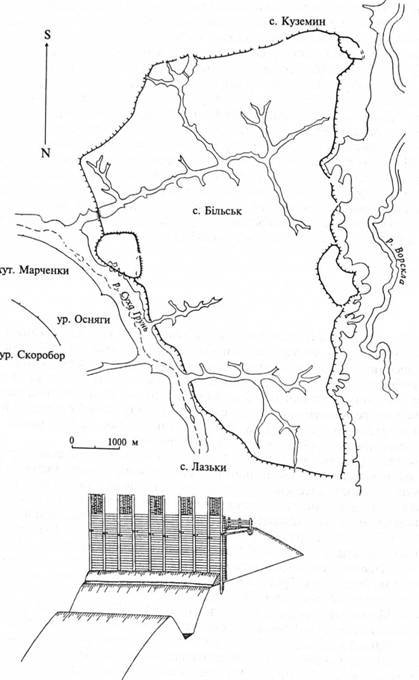 с. Куземин
S
N
с. Більськ
р. Ворскла
хут. Марченки
р. Суха Грунь
ур. Осняги
ур. Скоробор
0 1000 м
с. Лазьки